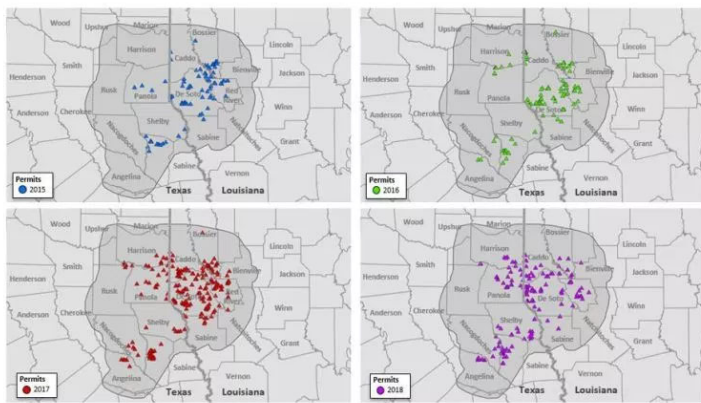 Wood
Upshur
Marion
Bossier
Harrison
Caddo
Lincoln
Smith
Bienville
Jackson
Henderson
Rusk
Panola
De Soto
Red
River
Winn
Anderson
Cherokee
Shelby
Nacogdoches
Natchitoches
Grant
Sabine
Angelina
Sabine
Vernon
Texas
Louisiana
Permits
2015
Wood
Upshur
Marion
Bossier
Harrison
Caddo
Lincoln
Smith
Bienville
Jackson
Henderson
Rusk
Panola
De Soto
Winn
Anderson
Cherokee
Shelby
Nacogdoches
Natchitoches
Grant
Sabine
Angelina
Sabine
Vernon
Texas
Louisiana
Permits
2016
Wood
Upshur
Marion
Bossier
Harrison
Caddo
Lincoln
Smith
Bienville
Jackson
Henderson
Rusk
Panola
De Soto
Red
River
Winn
Anderson
Cherokee
Shelby
Nacogdoches
Natchitoches
Grant
Sabine
Angelina
Sabine
Vernon
Texas
Louisiana
Permits
2017
Wood
Upshur
Marion
Bossier
Harrison
Caddo
Lincoln
Smith
Bienville
Jackson
Henderson
Rusk
Panola
De Soto
Winn
Anderson
Cherokee
Shelby
Nacogdoches
Natchitoches
Grant
Sabine
Angelina
Sabine
Vernon
Texas
Louisiana
Permits
2018